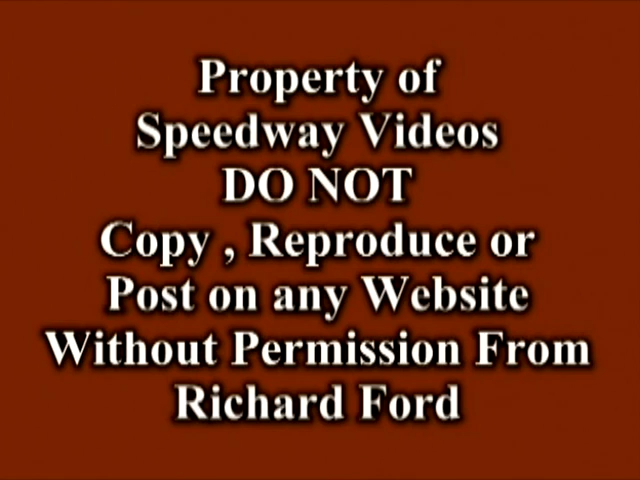 Property of
Speedway Videos
DO NOT
Copy , Reproduce or
Post on any Website
Without Permission From
Richard Ford